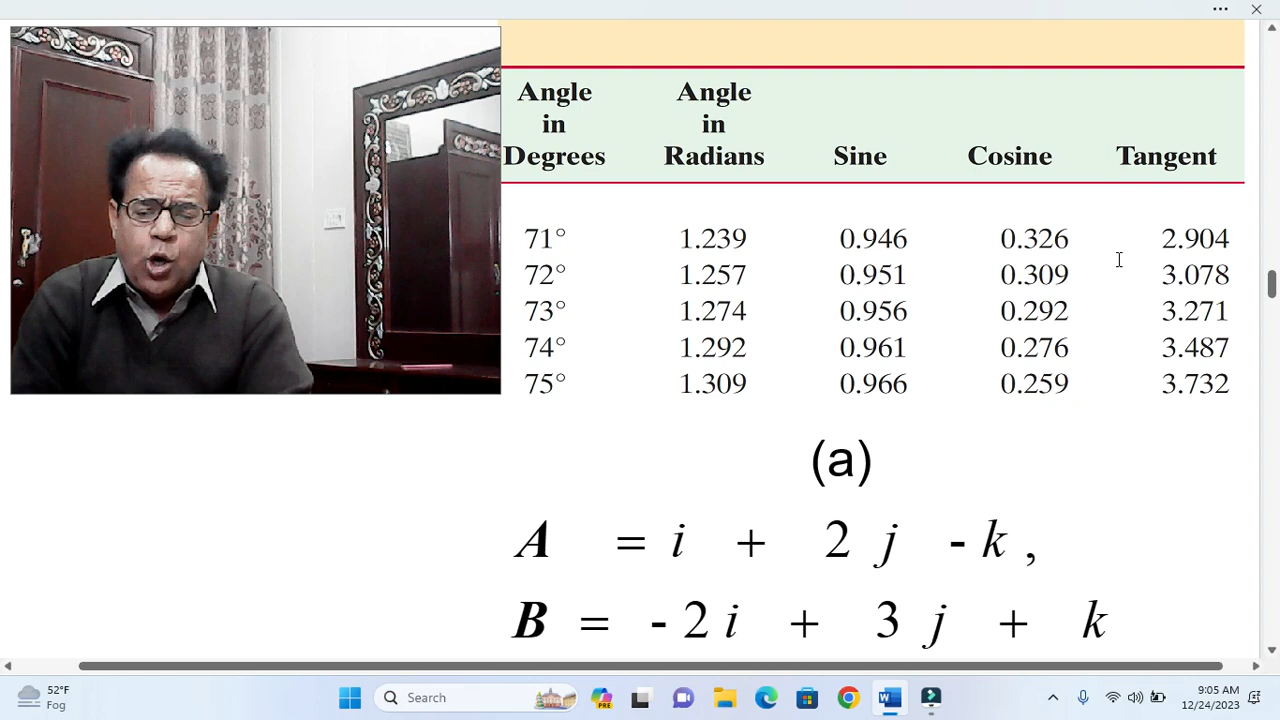 Angle in Degrees Angle in Radians Sine Cosine Tangent
71° 1.239 0.946 0.326 2.904
72° 1.257 0.951 0.309 3.078
73° 1.274 0.956 0.292 3.271
74° 1.292 0.961 0.276 3.487
75° 1.309 0.966 0.259 3.732
(a)
A = i + 2 j - k ,
B = - 2 i + 3 j + k
52°F
Fog
Search
PRE
9:05 AM
12/24/2023